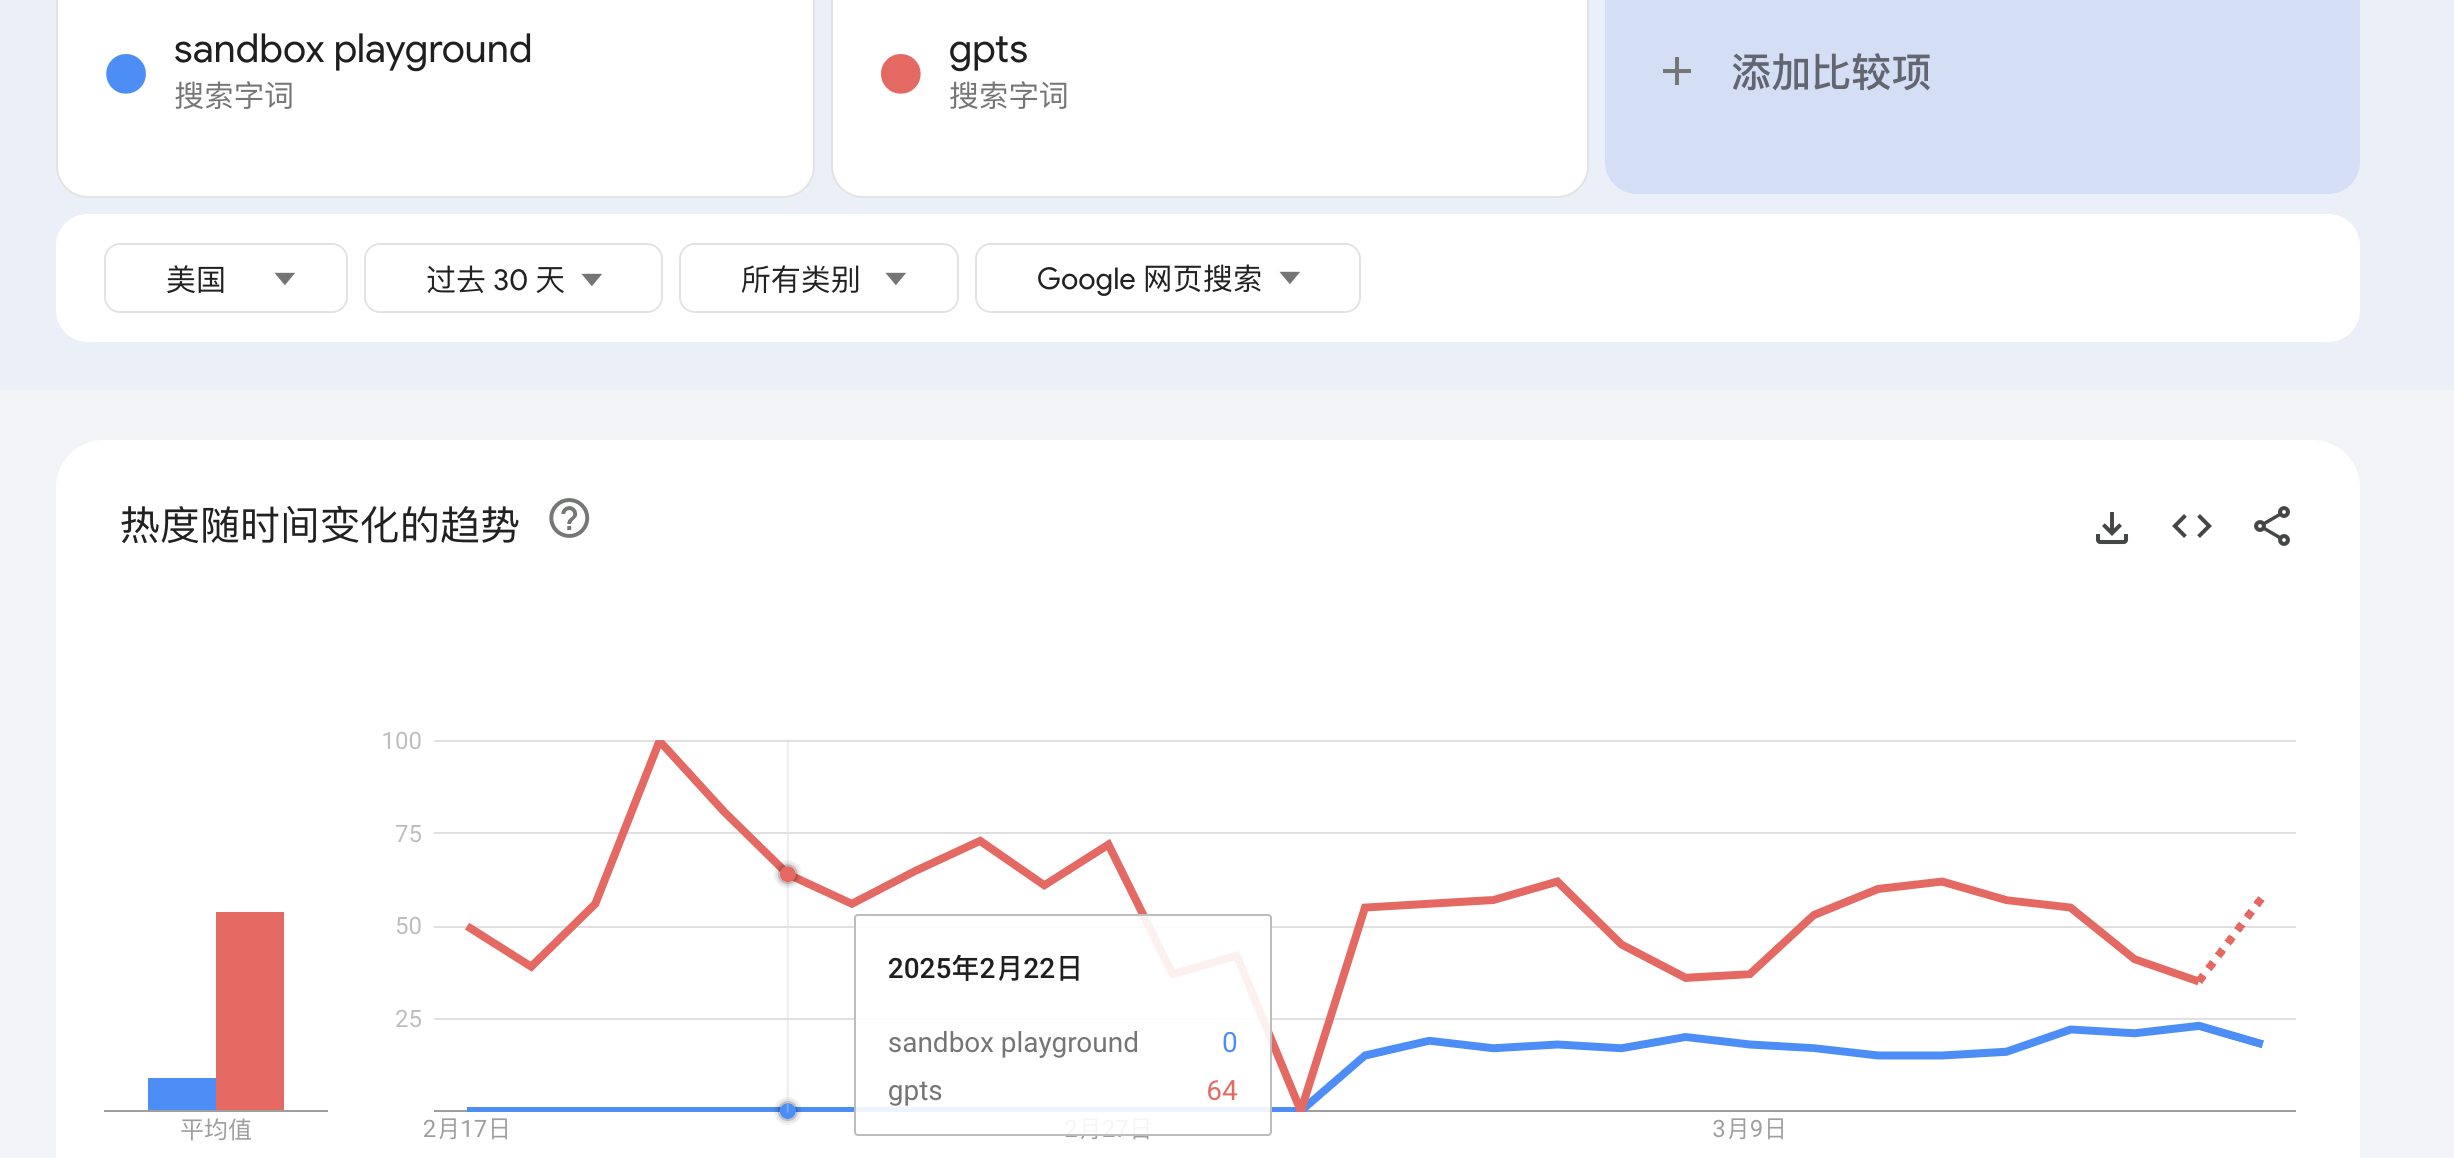 sandbox playground
搜索字词
gpts
搜索字词
+ 添加比较项
美国
过去 30 天
所有类别
Google 网页搜索
热度随时间变化的趋势
100
75
50
25
平均值
2月17日
2月27日
3月9日
2025年2月22日
sandbox playground 0
gpts 64